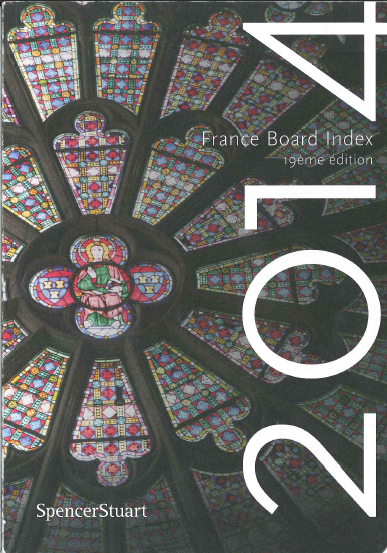 2014
France Board Index
19ème édition
SpencerStuart